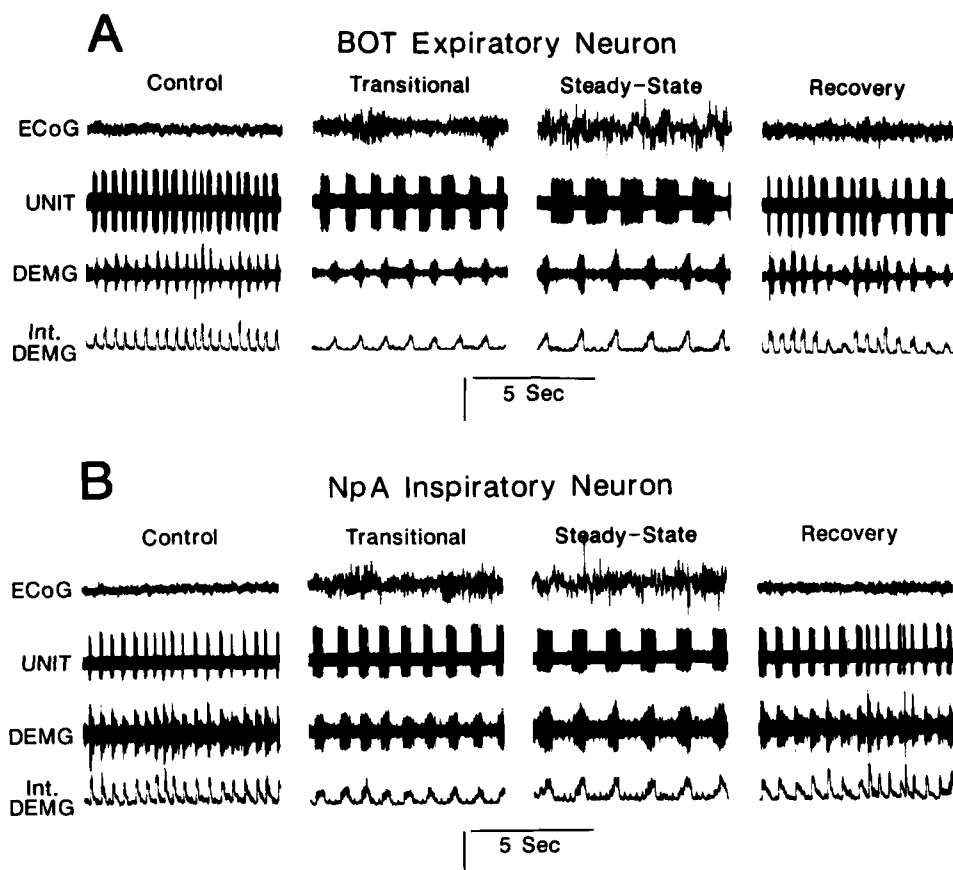 A
BOT Expiratory Neuron
Control Transitional Steady-State Recovery
ECoG
UNIT
DEMG
Int.
DEMG
5 Sec
B
NpA Inspiratory Neuron
Control Transitional Steady-State Recovery
ECoG
UNIT
DEMG
Int.
DEMG
5 Sec